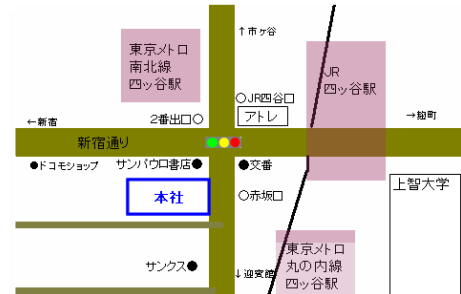 ↑市ヶ谷
東京メトロ
南北線
四ッ谷駅
JR
四ッ谷駅
○JR四谷口
アトレ
→麹町
←新宿
2番出口○
新宿通り
●ドコモショップ
サンパウロ書店●
●交番
本社
○赤坂口
上智大学
東京メトロ
丸の内線
四ッ谷駅
サンクス●
↓迎賓館